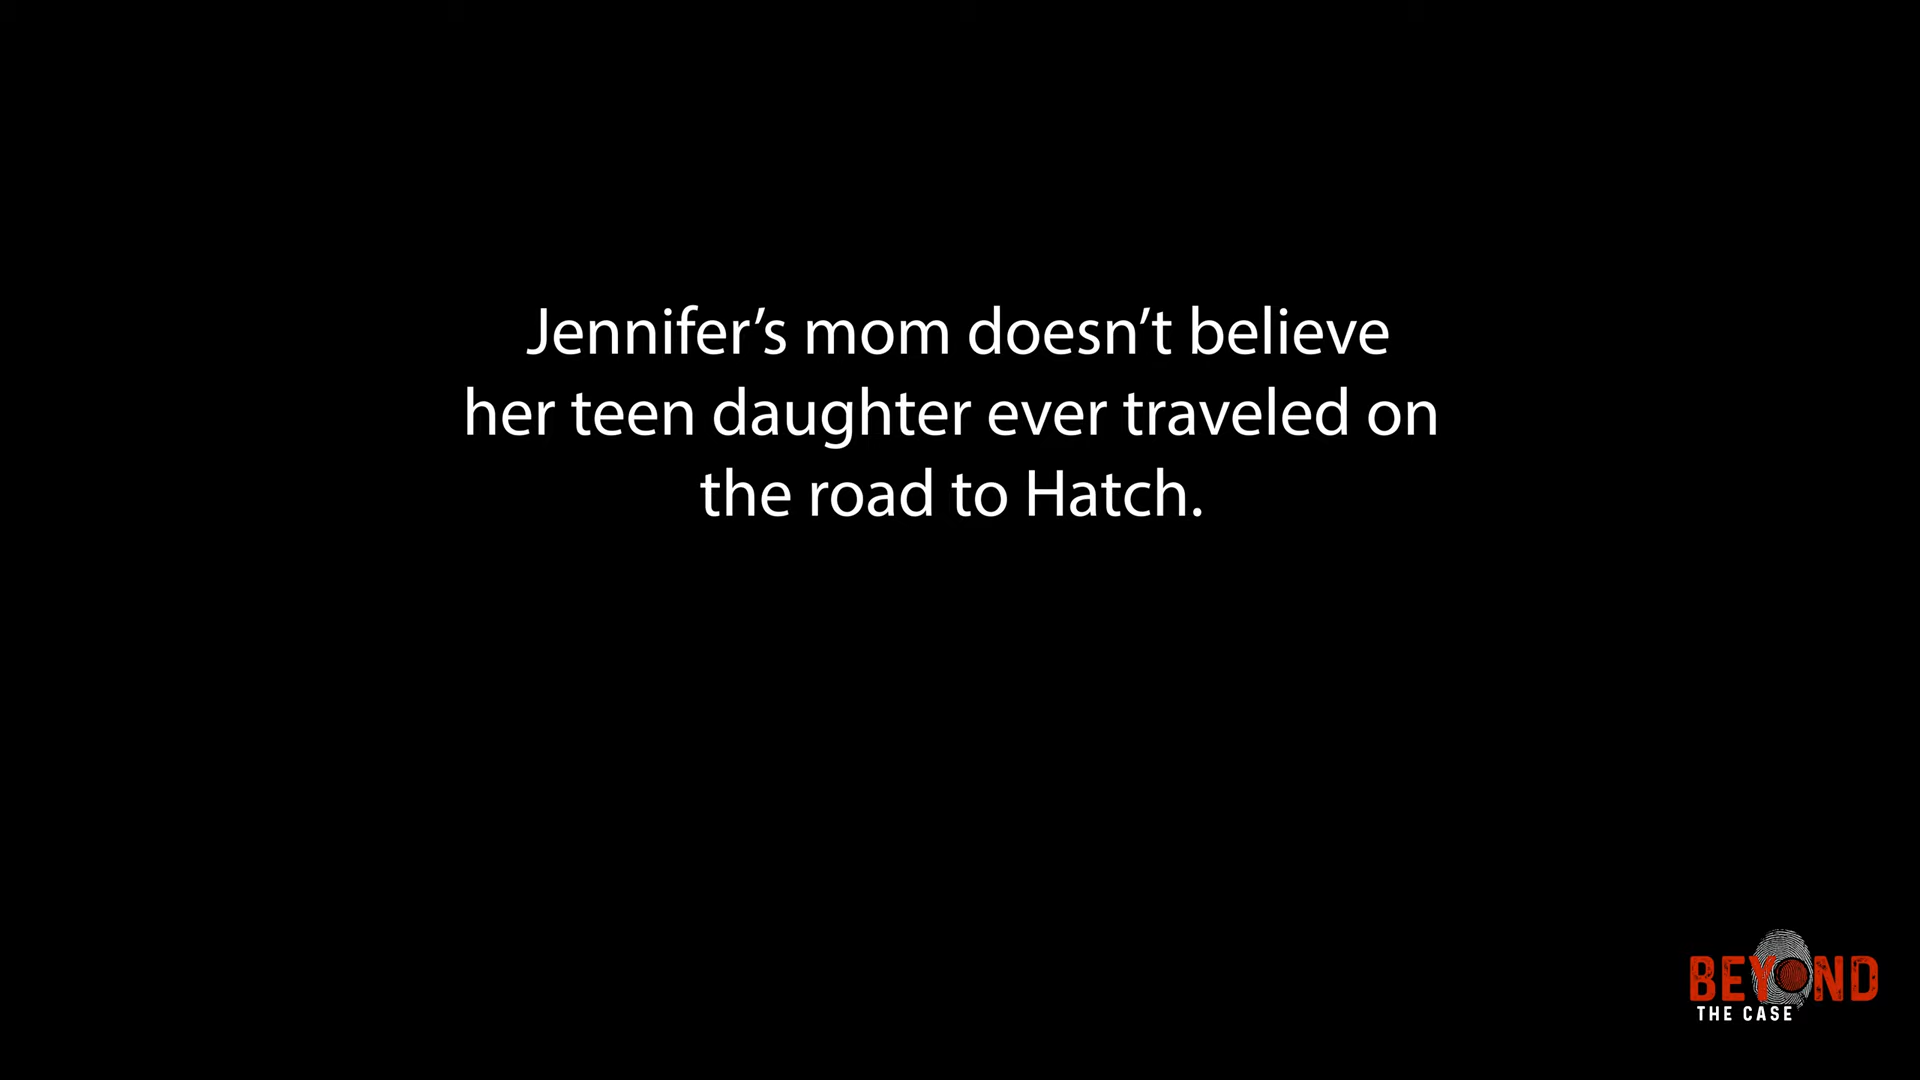 Jennifer’s mom doesn’t believe
her teen daughter ever traveled on
the road to Hatch.
BEYOND
THE CASE